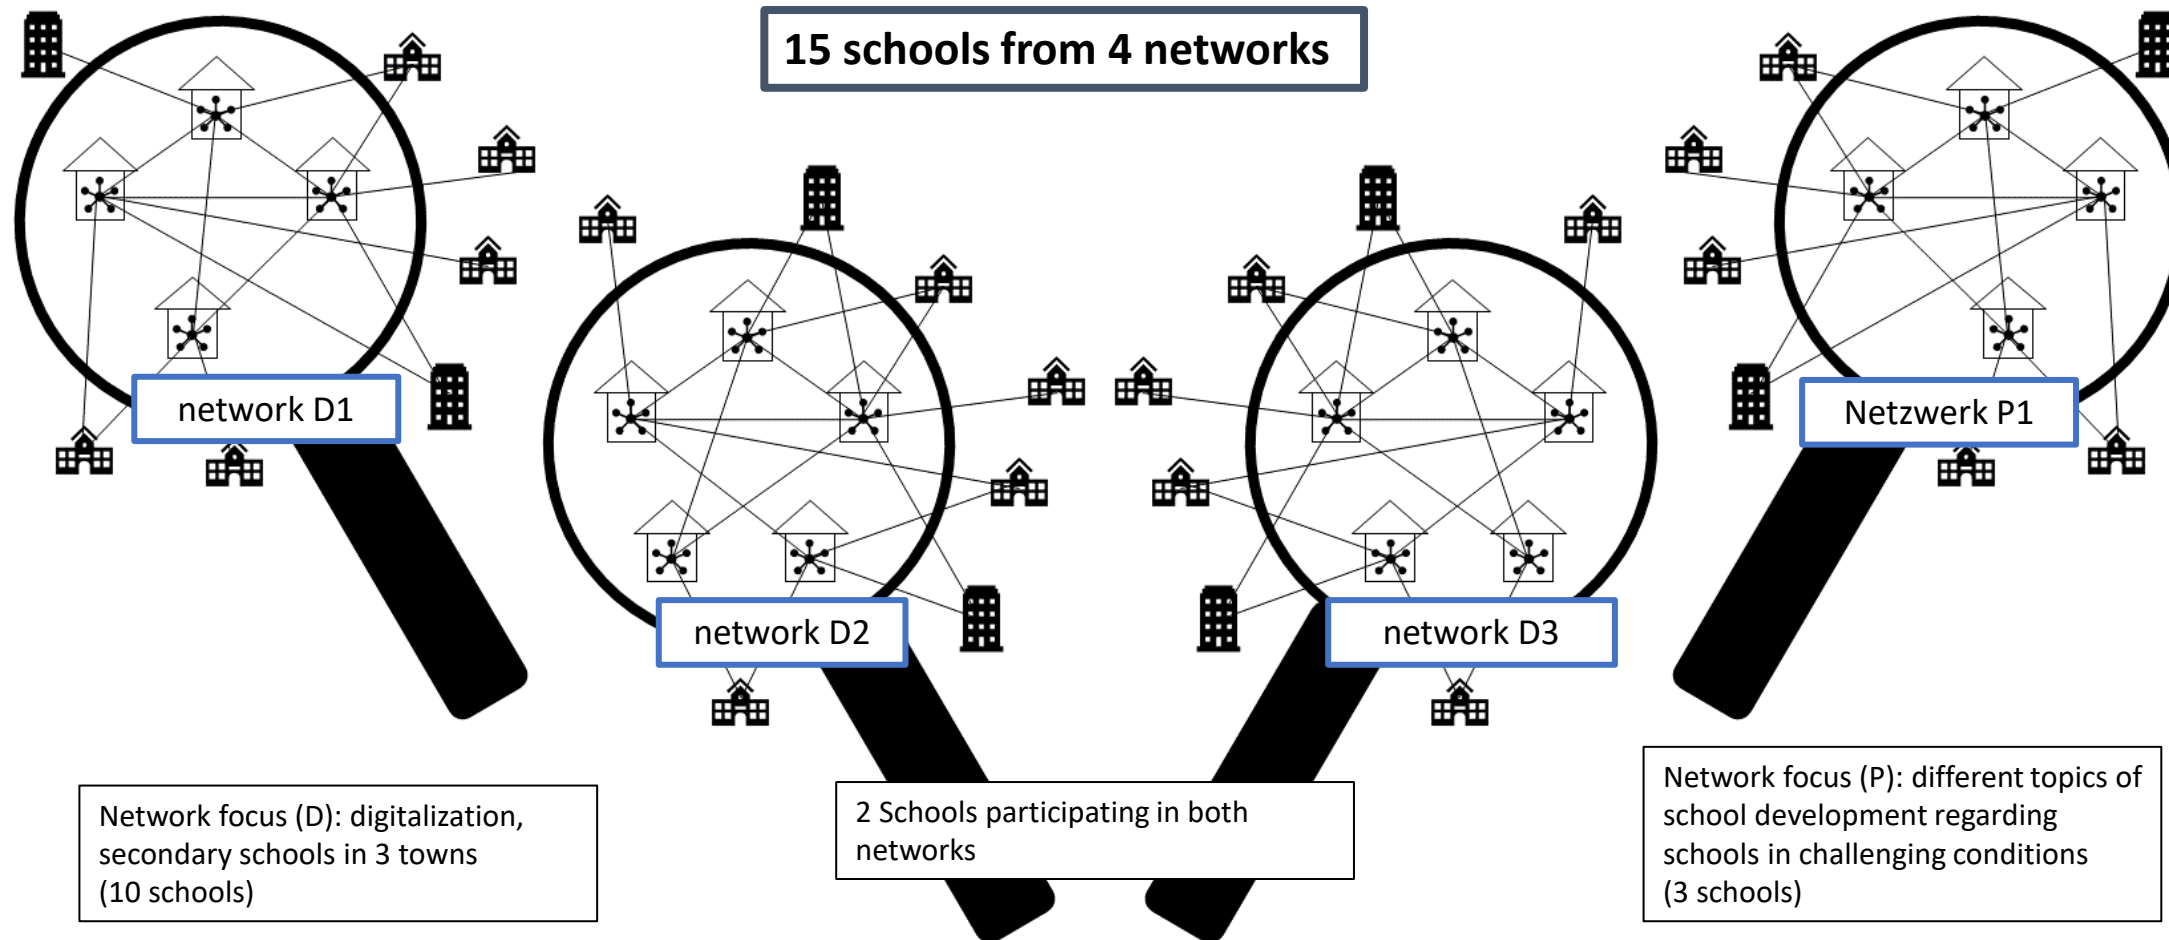 15 schools from 4 networks
network D1
Netzwerk P1
network D2
network D3
Network focus (D): digitalization,
secondary schools in 3 towns
(10 schools)
2 Schools participating in both
networks
Network focus (P): different topics of
school development regarding
schools in challenging conditions
(3 schools)